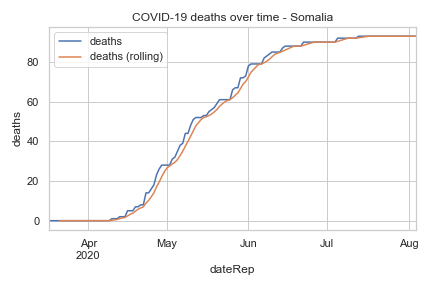 COVID-19 deaths over time - Somalia
deaths
deaths (rolling)
deaths
80
60
40
20
0
Apr
2020
May
Jun
Jul
Aug
dateRep